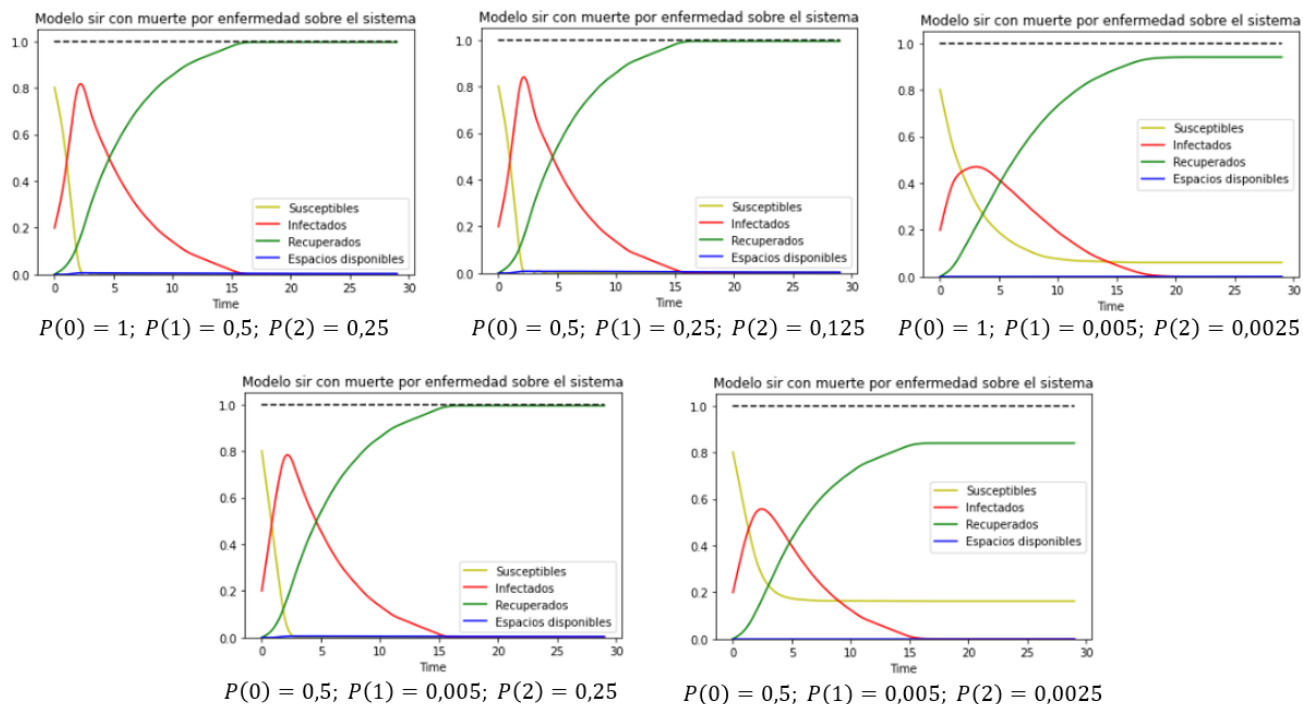 Modelo sir con muerte por enfermedad sobre el sistema
1.0
0.8
0.6
0.4
0.2
0.0
Susceptibles
Infectados
Recuperados
Espacios disponibles
0 5 10 15 20 25 30
Time
P(0) = 1; P(1) = 0,5; P(2) = 0,25
Modelo sir con muerte por enfermedad sobre el sistema
1.0
0.8
0.6
0.4
0.2
0.0
Susceptibles
Infectados
Recuperados
Espacios disponibles
0 5 10 15 20 25 30
Time
P(0) = 0,5; P(1) = 0,25; P(2) = 0,125
Modelo sir con muerte por enfermedad sobre el sistema
1.0
0.8
0.6
0.4
0.2
0.0
Susceptibles
Infectados
Recuperados
Espacios disponibles
0 5 10 15 20 25 30
Time
P(0) = 1; P(1) = 0,005; P(2) = 0,0025
Modelo sir con muerte por enfermedad sobre el sistema
1.0
0.8
0.6
0.4
0.2
0.0
Susceptibles
Infectados
Recuperados
Espacios disponibles
0 5 10 15 20 25 30
Time
P(0) = 0,5; P(1) = 0,005; P(2) = 0,25
Modelo sir con muerte por enfermedad sobre el sistema
1.0
0.8
0.6
0.4
0.2
0.0
Susceptibles
Infectados
Recuperados
Espacios disponibles
0 5 10 15 20 25 30
Time
P(0) = 0,5; P(1) = 0,005; P(2) = 0,0025